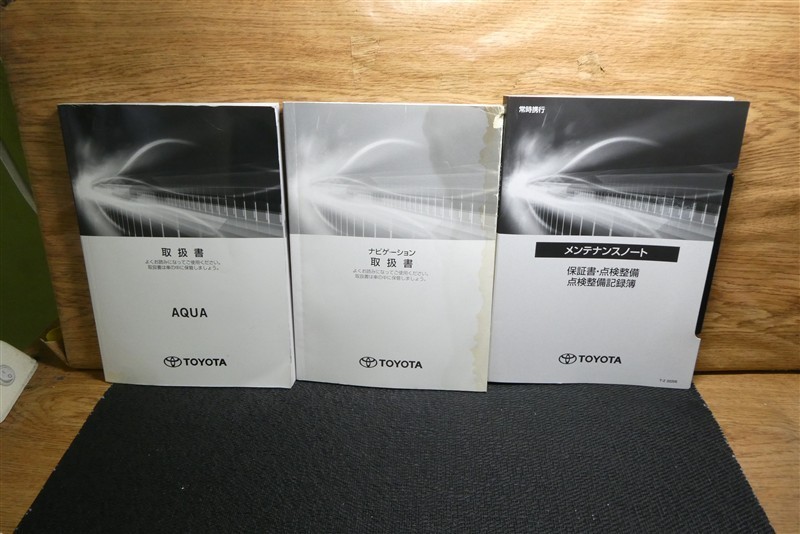 取扱書
よくお読みになってご使用ください。
取扱書は車の中に保管しましょう。
AQUA
TOYOTA
ナビゲーション
取扱書
よくお読みになってご使用ください。
取扱書は車の中に保管しましょう。
TOYOTA
常時携行
メンテナンスノート
保証書・点検整備
点検整備記録簿
TOYOTA